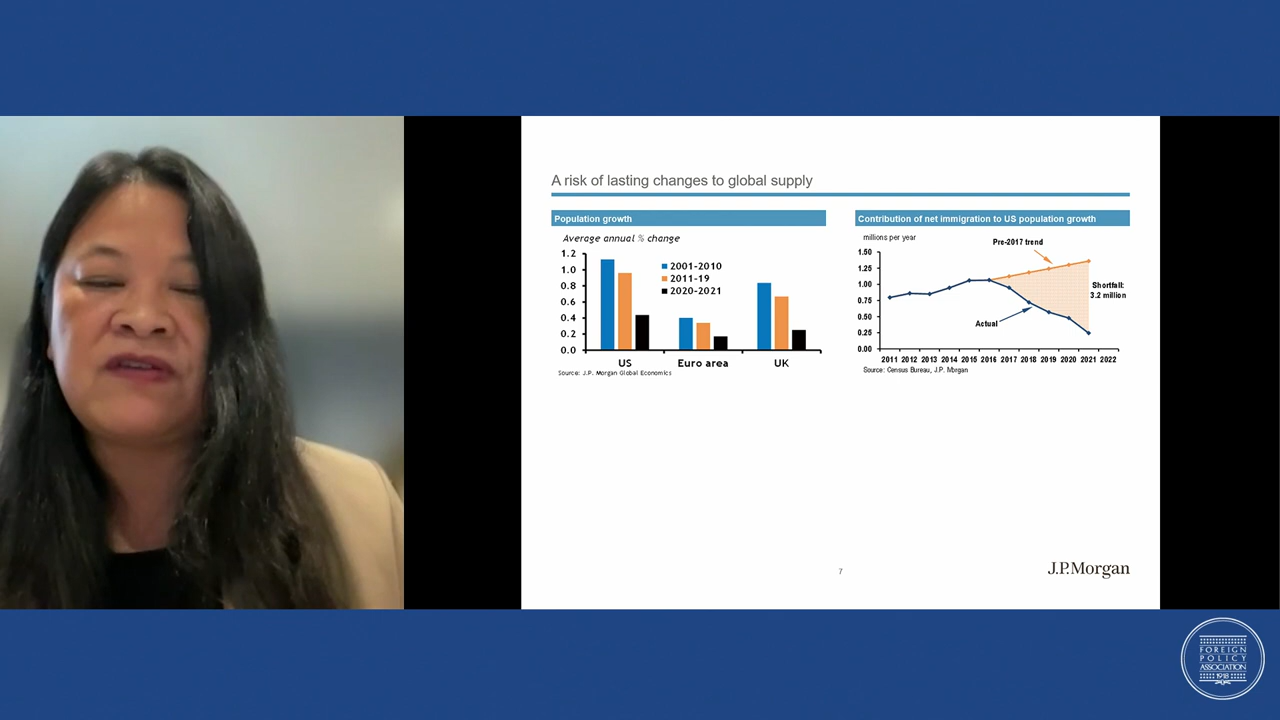 A risk of lasting changes to global supply
Population growth
Average annual % change
1.2
1.0
0.8
0.6
0.4
0.2
0.0
2001-2010
2011-19
2020-2021
US Euro area UK
Source: J.P. Morgan Global Economics
Contribution of net immigration to US population growth
millions per year
Pre-2017 trend
1.50
1.25
1.00
0.75
0.50
0.25
0.00
Shortfall:
3.2 million
Actual
2011 2012 2013 2014 2015 2016 2017 2018 2019 2020 2021 2022
Source: Census Bureau, J.P. Morgan
7
J.P.Morgan
FOREIGN
POLICY
ASSOCIATION
1918